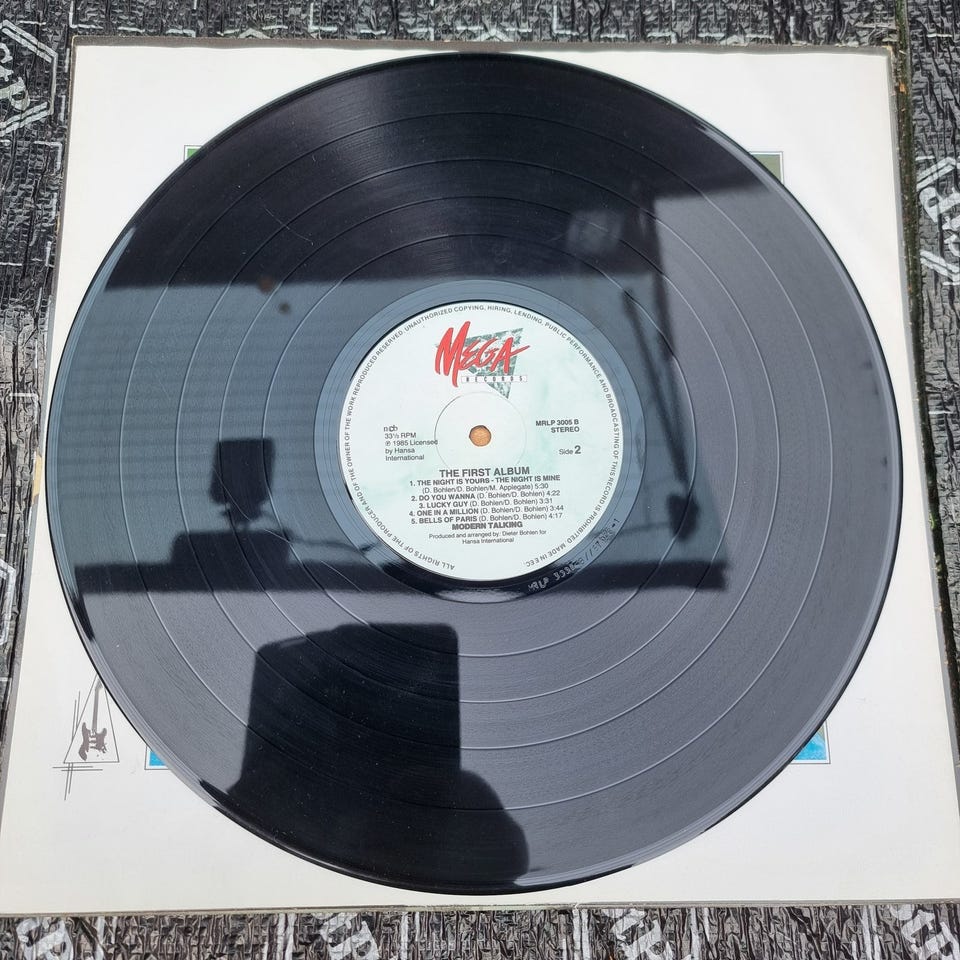 ALL RIGHTS OF THE PRODUCER AND OF THE OWNER OF THE WORK REPRODUCED RESERVED. UNAUTHORIZED COPYING, HIRING, LENDING, PUBLIC PERFORMANCE AND BROADCASTING OF THIS RECORD IS PROHIBITED MADE IN EEC.
MEGA
RECORDS
n©b
33⅓ RPM
℗ 1985 Licensed
by Hansa
International
MRLP 3005 B
STEREO
Side 2
THE FIRST ALBUM
1. THE NIGHT IS YOURS - THE NIGHT IS MINE
(D. Bohlen/D. Bohlen/M. Applegate) 5:30
2. DO YOU WANNA (D. Bohlen/D. Bohlen) 4:22
3. LUCKY GUY (D. Bohlen/D. Bohlen) 3:31
4. ONE IN A MILLION (D. Bohlen/D. Bohlen) 3:44
5. BELLS OF PARIS (D. Bohlen/D. Bohlen) 4:17
MODERN TALKING
Produced and arranged by: Dieter Bohlen for
Hansa International